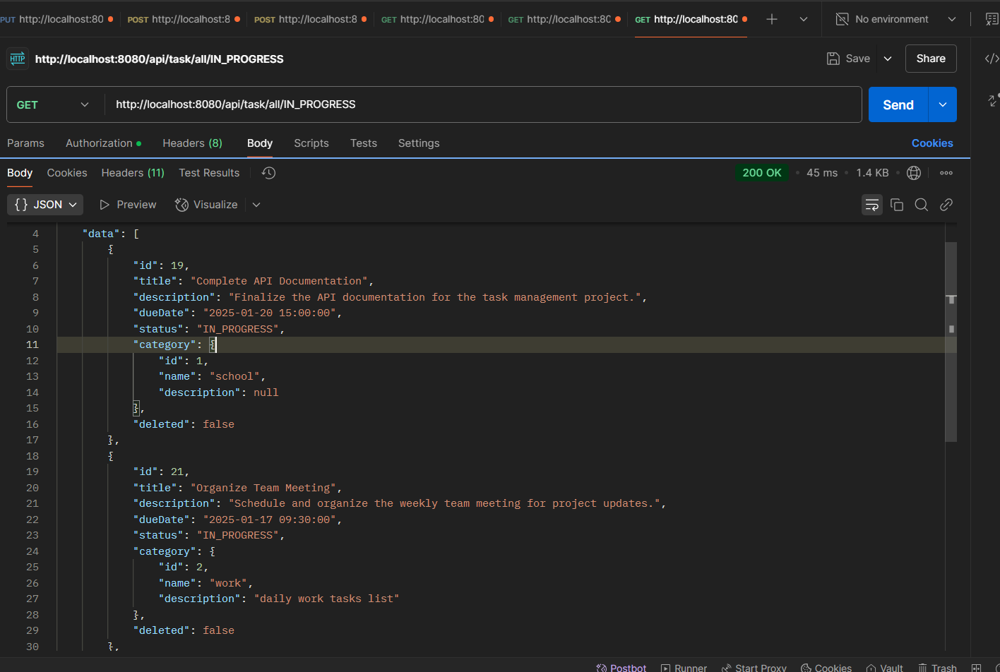 PUT http://localhost:80 POST http://localhost:8 POST http://localhost:8 GET http://localhost:80 GET http://localhost:80 GET http://localhost:80 No environment
HTTP http://localhost:8080/api/task/all/IN_PROGRESS Save Share
GET http://localhost:8080/api/task/all/IN_PROGRESS Send
Params Authorization Headers (8) Body Scripts Tests Settings Cookies
Body Cookies Headers (11) Test Results 200 OK 45 ms 1.4 KB
{} JSON Preview Visualize
4 "data": [
5 {
6 "id": 19,
7 "title": "Complete API Documentation",
8 "description": "Finalize the API documentation for the task management project.",
9 "dueDate": "2025-01-20 15:00:00",
10 "status": "IN_PROGRESS",
11 "category": {
12 "id": 1,
13 "name": "school",
14 "description": null
15 },
16 "deleted": false
17 },
18 {
19 "id": 21,
20 "title": "Organize Team Meeting",
21 "description": "Schedule and organize the weekly team meeting for project updates.",
22 "dueDate": "2025-01-17 09:30:00",
23 "status": "IN_PROGRESS",
24 "category": {
25 "id": 2,
26 "name": "work",
27 "description": "daily work tasks list"
28 },
29 "deleted": false
30 },
Postbot Runner Start Proxy Cookies Vault Trash